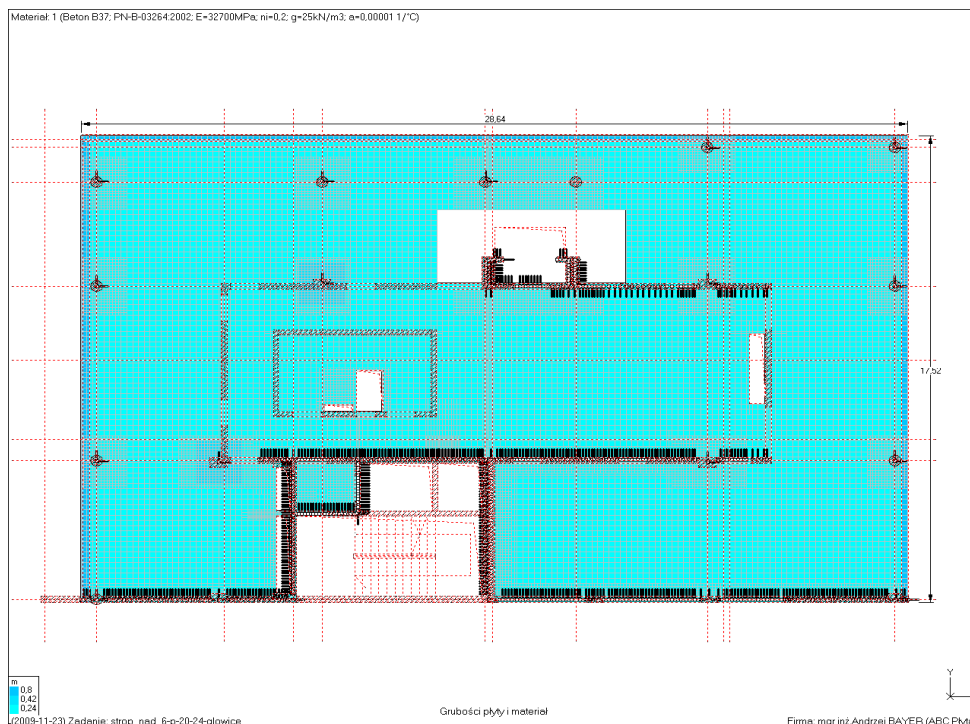 Materiał: 1 (Beton B37; PN-B-03264:2002; E=32700MPa; ni=0,2; g=25kN/m3; a=0,00001 1/°C)
28,64
17,52
m
0,8
0,42
0,24
Y
X
Grubości płyty i materiał
(2009-11-23) Zadanie: strop_nad_6-p-20-24-glowice
Firma: mgr inż.Andrzej BAYER (ABC Płyt